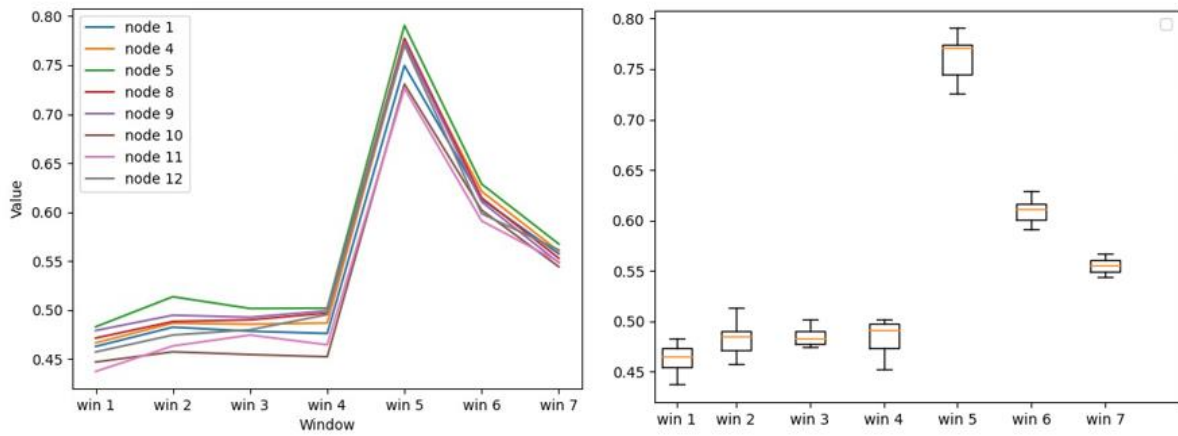 0.80
0.75
0.70
0.65
0.60
0.55
0.50
0.45
Value
node 1
node 4
node 5
node 8
node 9
node 10
node 11
node 12
win 1 win 2 win 3 win 4 win 5 win 6 win 7
Window
0.80
0.75
0.70
0.65
0.60
0.55
0.50
0.45
win 1 win 2 win 3 win 4 win 5 win 6 win 7